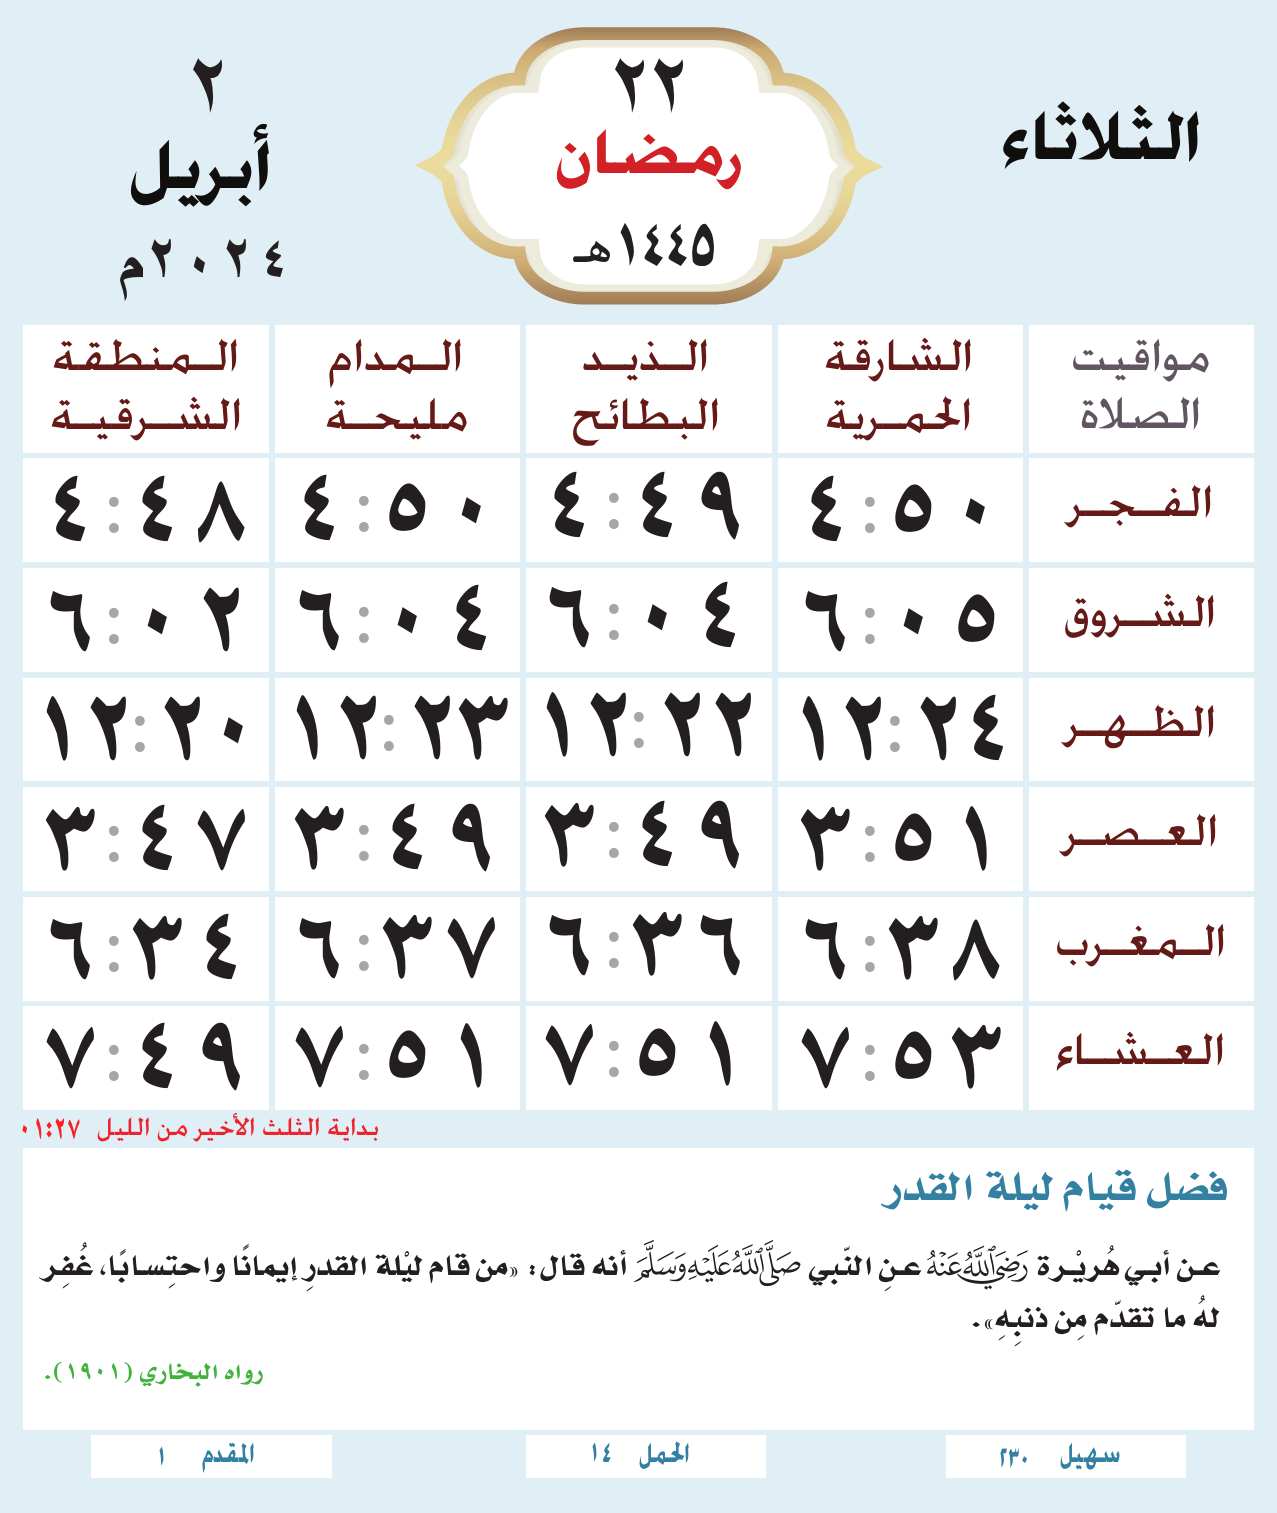 الثلاثاء
٢٢
رمضان
١٤٤٥هـ
٢
أبريل
٢٠٢٤م
مواقيت الصلاة
الشارقة الحمرية
الذيد البطائح
المدام مليحة
المنطقة الشرقية
الفجر ٤:٥٠ ٤:٤٩ ٤:٥٠ ٤:٤٨
الشروق ٦:٠٥ ٦:٠٤ ٦:٠٤ ٦:٠٢
الظهر ١٢:٢٤ ١٢:٢٢ ١٢:٢٣ ١٢:٢٠
العصر ٣:٥١ ٣:٤٩ ٣:٤٩ ٣:٤٧
المغرب ٦:٣٨ ٦:٣٦ ٦:٣٧ ٦:٣٤
العشاء ٧:٥٣ ٧:٥١ ٧:٥١ ٧:٤٩
بداية الثلث الأخير من الليل ٠١:٢٧
فضل قيام ليلة القدر
عن أبي هُريْرة رَضِيَ اللَّهُ عَنْهُ عنِ النّبي صَلَّى اللَّهُ عَلَيْهِ وَسَلَّمَ أنه قال: «من قام ليْلة القدرِ إيمانًا واحتِسابًا، غُفِر
لهُ ما تقدّم مِن ذنبِهِ».
رواه البخاري (١٩٠١).
سهيل ٢٣٠
الحمل ١٤
المقدم ١